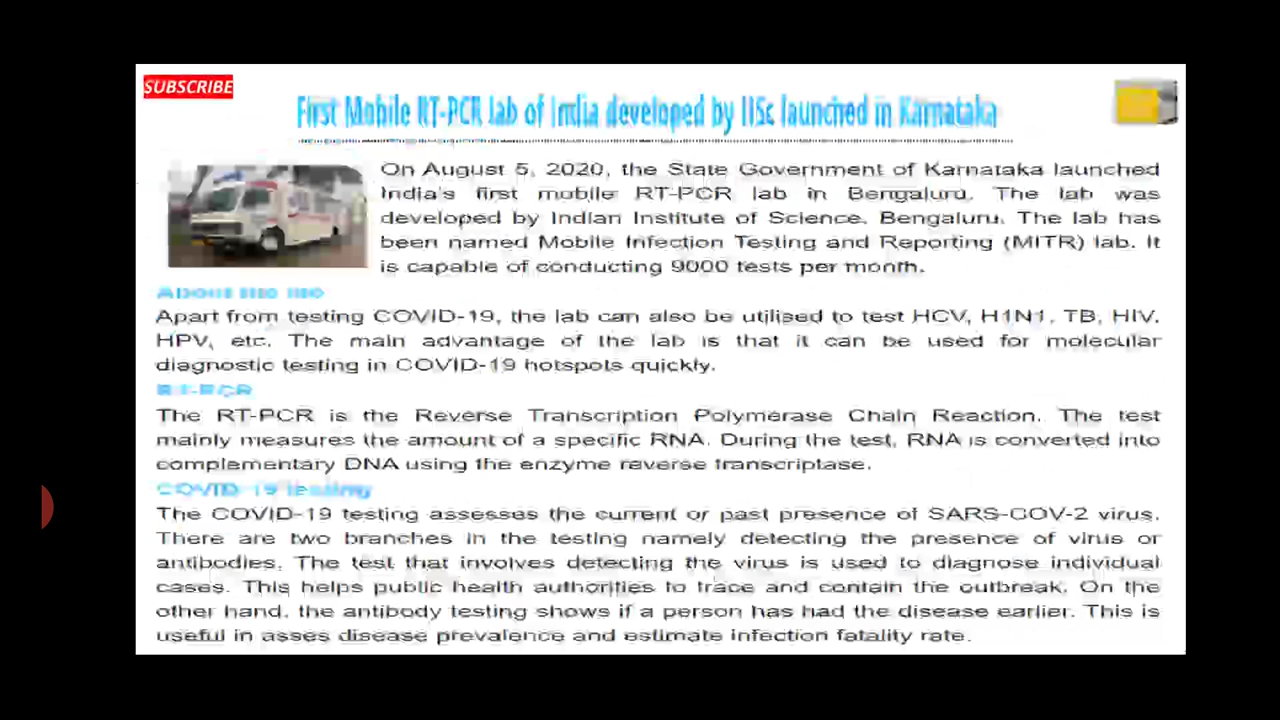 SUBSCRIBE
First Mobile RT-PCR lab of India developed by IISc launched in Karnataka
On August 5, 2020, the State Government of Karnataka launched
India's first mobile RT-PCR lab in Bengaluru. The lab was
developed by Indian Institute of Science, Bengaluru. The lab has
been named Mobile Infection Testing and Reporting (MITR) lab. It
is capable of conducting 9000 tests per month.
About the
Apart from testing COVID-19, the lab can also be utilised to test HCV, H1N1, TB, HIV,
HPV, etc. The main advantage of the lab is that it can be used for molecular
diagnostic testing in COVID-19 hotspots quickly.
RT-PCR
The RT-PCR is the Reverse Transcription Polymerase Chain Reaction. The test
mainly measures the amount of a specific RNA. During the test, RNA is converted into
complementary DNA using the enzyme reverse transcriptase.
COVID-19 testing
The COVID-19 testing assesses the current or past presence of SARS-COV-2 virus.
There are two branches in the testing namely detecting the presence of virus or
antibodies. The test that involves detecting the virus is used to diagnose individual
cases. This helps public health authorities to trace and contain the outbreak. On the
other hand, the antibody testing shows if a person has had the disease earlier. This is
useful in asses disease prevalence and estimate infection fatality rate.